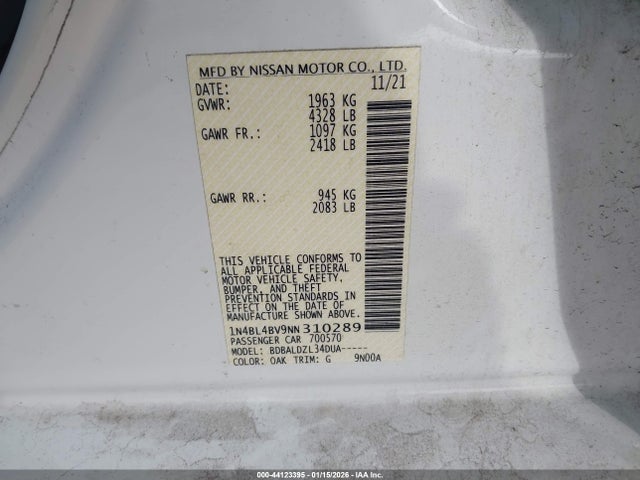 MFD BY NISSAN MOTOR CO., LTD.
DATE: 11/21
GVWR: 1963 KG
4328 LB
GAWR FR.: 1097 KG
2418 LB
GAWR RR.: 945 KG
2083 LB
THIS VEHICLE CONFORMS TO
ALL APPLICABLE FEDERAL
MOTOR VEHICLE SAFETY,
BUMPER, AND THEFT
PREVENTION STANDARDS IN
EFFECT ON THE DATE OF
MANUFACTURE SHOWN ABOVE.
1N4BL4BV9NN310289
PASSENGER CAR 700570
MODEL: BDBALDZL34DUA-----
COLOR: OAK TRIM: G 9N00A
000-44123395 - 01/15/2026 - IAAI Inc.